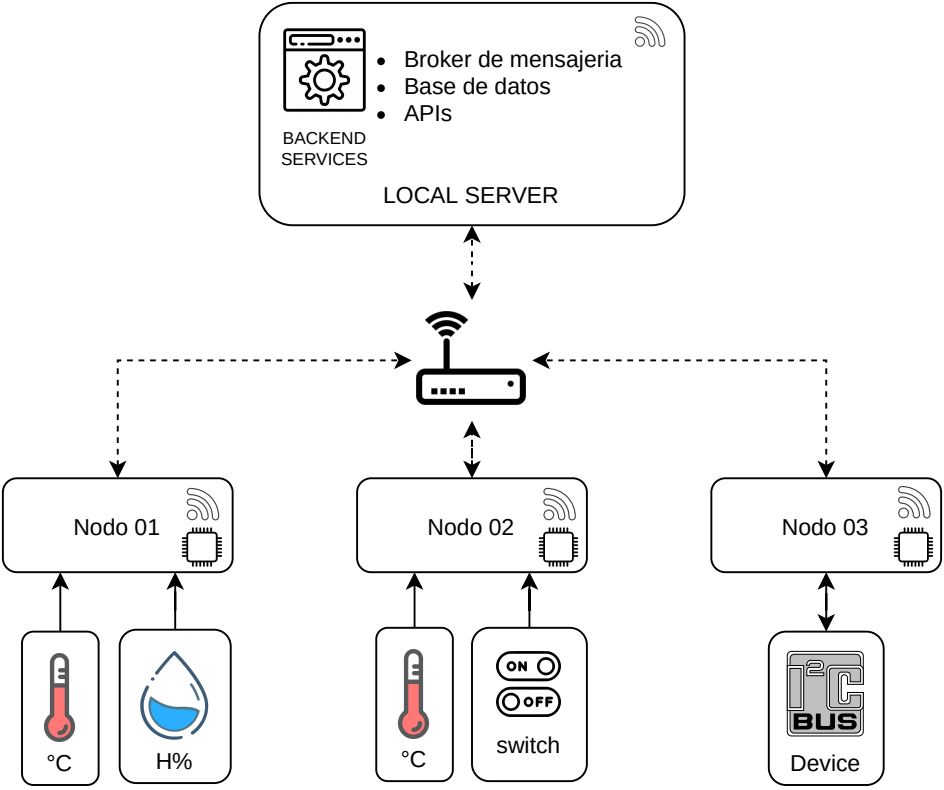 Broker de mensajeria
Base de datos
APIs
BACKEND
SERVICES
LOCAL SERVER
Nodo 01
Nodo 02
Nodo 03
°C
H%
°C
ON
OFF
switch
I²C
BUS
Device